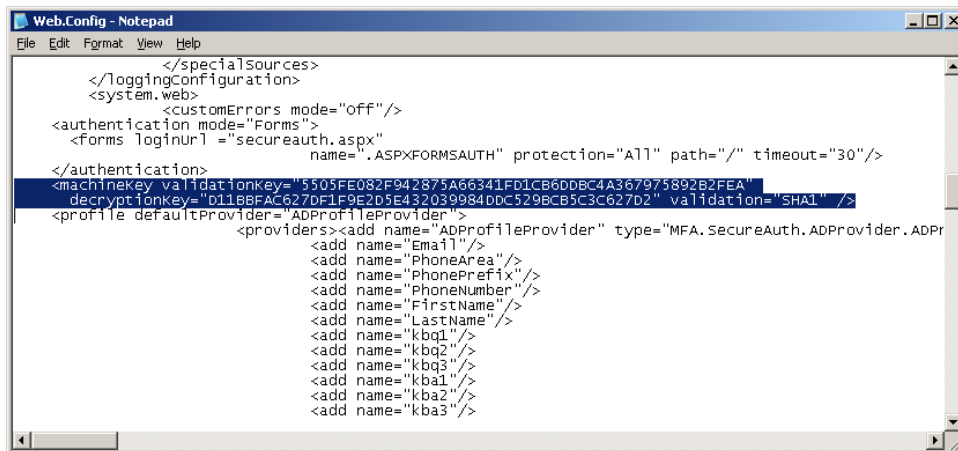 Web.Config - Notepad
File Edit Format View Help
</specialSources>
</loggingConfiguration>
<system.web>
<customErrors mode="Off"/>
<authentication mode="Forms">
<forms loginUrl ="secureauth.aspx"
name=".ASPXFORMSAUTH" protection="All" path="/" timeout="30"/>
</authentication>
<machineKey validationKey="5505FE082F942875A66341FD1CB6DDBC4A367975892B2FEA"
decryptionKey="D11BBFAC627DF1F9E2D5E432039984DDC529BCB5C3C627D2" validation="SHA1" />
<profile defaultProvider="ADProfileProvider">
<providers><add name="ADProfileProvider" type="MFA.SecureAuth.ADProvider.ADPr
<add name="Email"/>
<add name="PhoneArea"/>
<add name="PhonePrefix"/>
<add name="PhoneNumber"/>
<add name="FirstName"/>
<add name="LastName"/>
<add name="kbq1"/>
<add name="kbq2"/>
<add name="kbq3"/>
<add name="kba1"/>
<add name="kba2"/>
<add name="kba3"/>